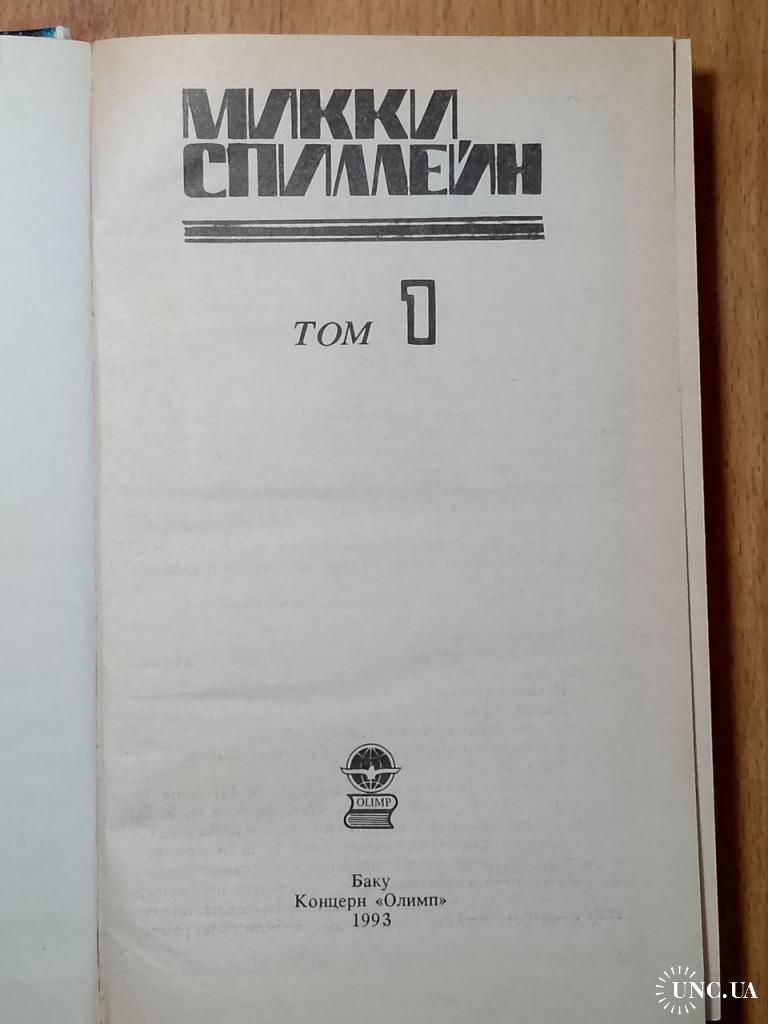 МИККИ
СПИЛЛЕЙН
ТОМ 1
OLIMP
Баку
Концерн «Олимп»
1993
UNC.UA